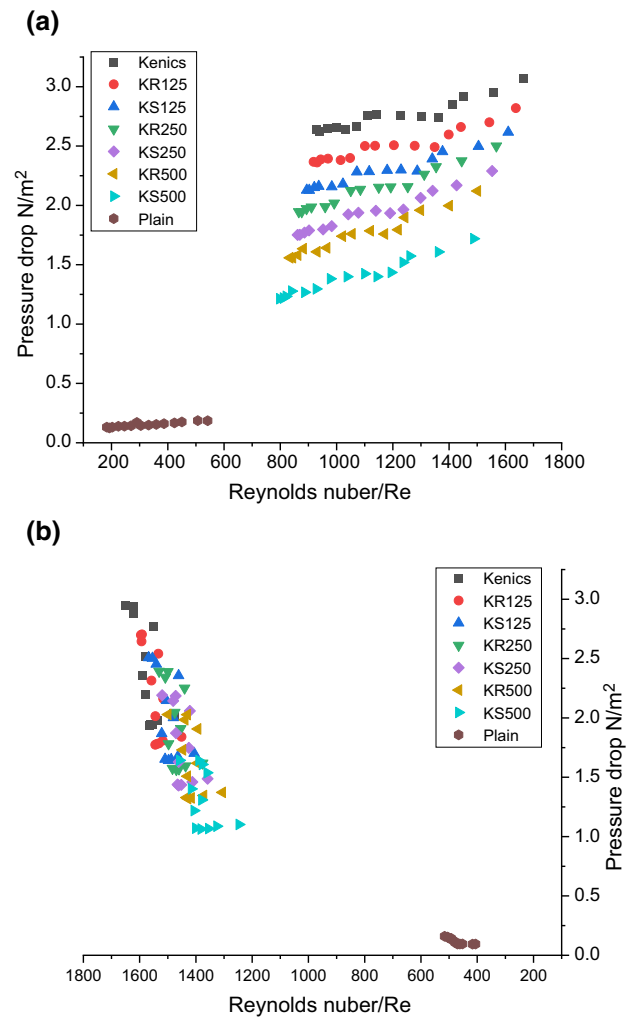 (a)
Kenics
KR125
KS125
KR250
KS250
KR500
KS500
Plain
Pressure drop N/m²
3.0
2.5
2.0
1.5
1.0
0.5
0.0
200 400 600 800 1000 1200 1400 1600 1800
Reynolds nuber/Re
(b)
Kenics
KR125
KS125
KR250
KS250
KR500
KS500
Plain
3.0
2.5
2.0
1.5
1.0
0.5
0.0
Pressure drop N/m²
1800 1600 1400 1200 1000 800 600 400 200
Reynolds nuber/Re